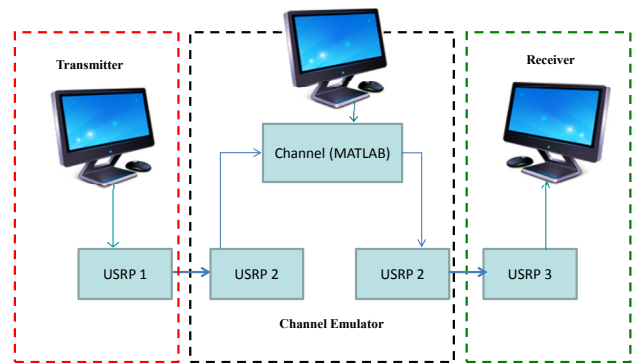 Transmitter
Receiver
Channel (MATLAB)
USRP 1
USRP 2
USRP 2
USRP 3
Channel Emulator